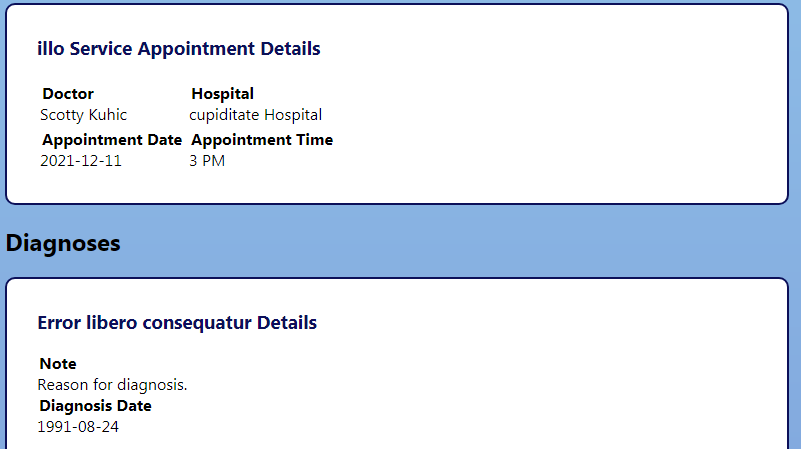 illo Service Appointment Details
Doctor Hospital
Scotty Kuhic cupiditate Hospital
Appointment Date Appointment Time
2021-12-11 3 PM
Diagnoses
Error libero consequatur Details
Note
Reason for diagnosis.
Diagnosis Date
1991-08-24